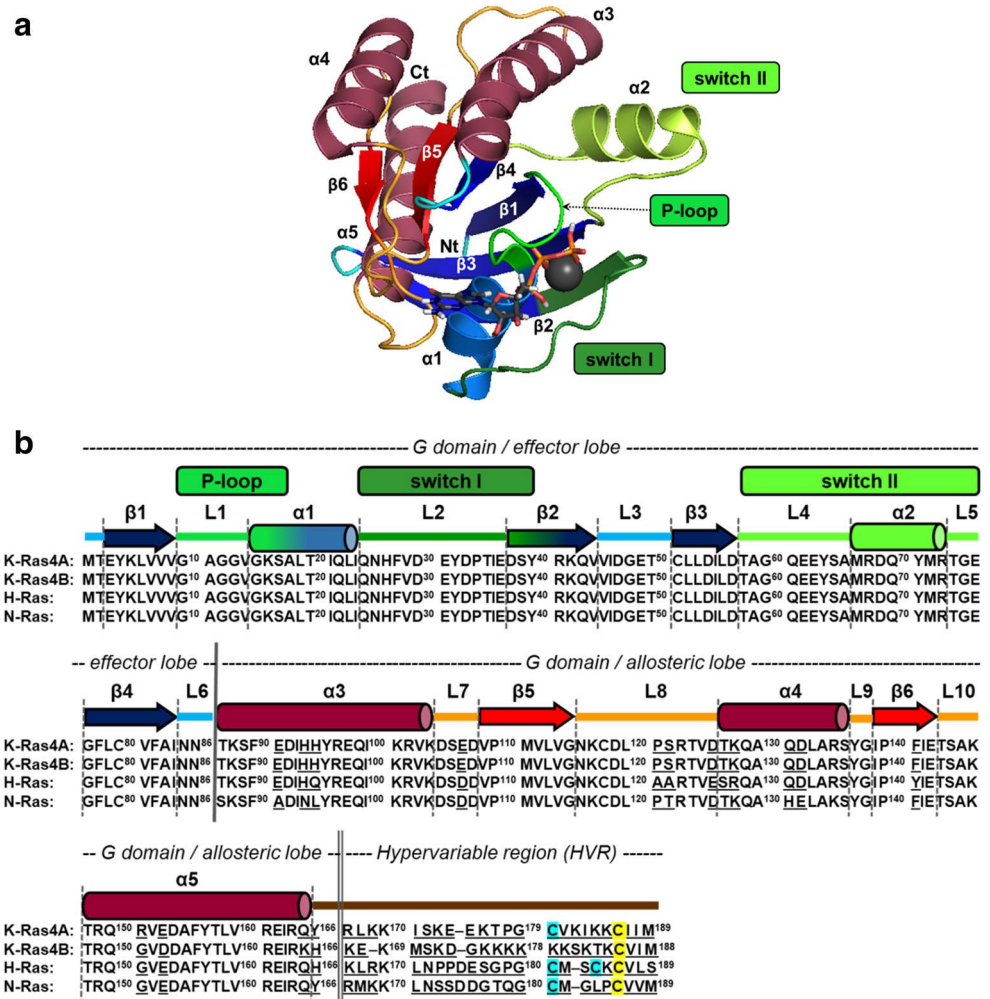 a
α3
α4
Ct
switch II
α2
β5
β4
β6
β1
P-loop
α5
Nt
β3
β2
α1
switch I
b
G domain / effector lobe
P-loop switch I switch II
β1 L1 α1 L2 β2 L3 β3 L4 α2 L5
K-Ras4A: MTEYKLVVVG10 AGGVGKSALT20 IQLIQNHFVD30 EYDPTIEDSY40 RKQVVIDGET50 CLLDILDTAG60 QEEYSAMRDQ70 YMRTGE
K-Ras4B: MTEYKLVVVG10 AGGVGKSALT20 IQLIQNHFVD30 EYDPTIEDSY40 RKQVVIDGET50 CLLDILDTAG60 QEEYSAMRDQ70 YMRTGE
H-Ras: MTEYKLVVVG10 AGGVGKSALT20 IQLIQNHFVD30 EYDPTIEDSY40 RKQVVIDGET50 CLLDILDTAG60 QEEYSAMRDQ70 YMRTGE
N-Ras: MTEYKLVVVG10 AGGVGKSALT20 IQLIQNHFVD30 EYDPTIEDSY40 RKQVVIDGET50 CLLDILDTAG60 QEEYSAMRDQ70 YMRTGE
effector lobe G domain / allosteric lobe
β4 L6 α3 L7 β5 L8 α4 L9 β6 L10
K-Ras4A: GFLC80 VFAINN86 TKSF90 EDIHHYREQI100 KRVKDSEDVP110 MVLVGNKCDL120 PSRTVDTKQA130 QDLARSYGIP140 FIETSAK
K-Ras4B: GFLC80 VFAINN86 TKSF90 EDIHHYREQI100 KRVKDSEDVP110 MVLVGNKCDL120 PSRTVDTKQA130 QDLARSYGIP140 FIETSAK
H-Ras: GFLC80 VFAINN86 TKSF90 EDIHQYREQI100 KRVKDSDDVP110 MVLVGNKCDL120 AARTVESRQA130 QDLARSYGIP140 YIETSAK
N-Ras: GFLC80 VFAINN86 SKSF90 ADINLYREQI100 KRVKDSDDVP110 MVLVGNKCDL120 PTRTVDTKQA130 HELAKSYGIP140 FIETSAK
G domain / allosteric lobe Hypervariable region (HVR)
α5
K-Ras4A: TRQ150 RVEDAFYTLV160 REIRQY166 RLKK170 ISKE–EKTPG179 CVKIKKCIIM189
K-Ras4B: TRQ150 GVDDAFYTLV160 REIRKH166 KE–K169 MSKD–GKKKK178 KKSKTKCVIM188
H-Ras: TRQ150 GVEDAFYTLV160 REIRQH166 KLRK170 LNPPDESGPG180 CM–SCKCVLS189
N-Ras: TRQ150 GVEDAFYTLV160 REIRQY166 RMKK170 LNSSDDGTQG180 CM–GLPCVVM189